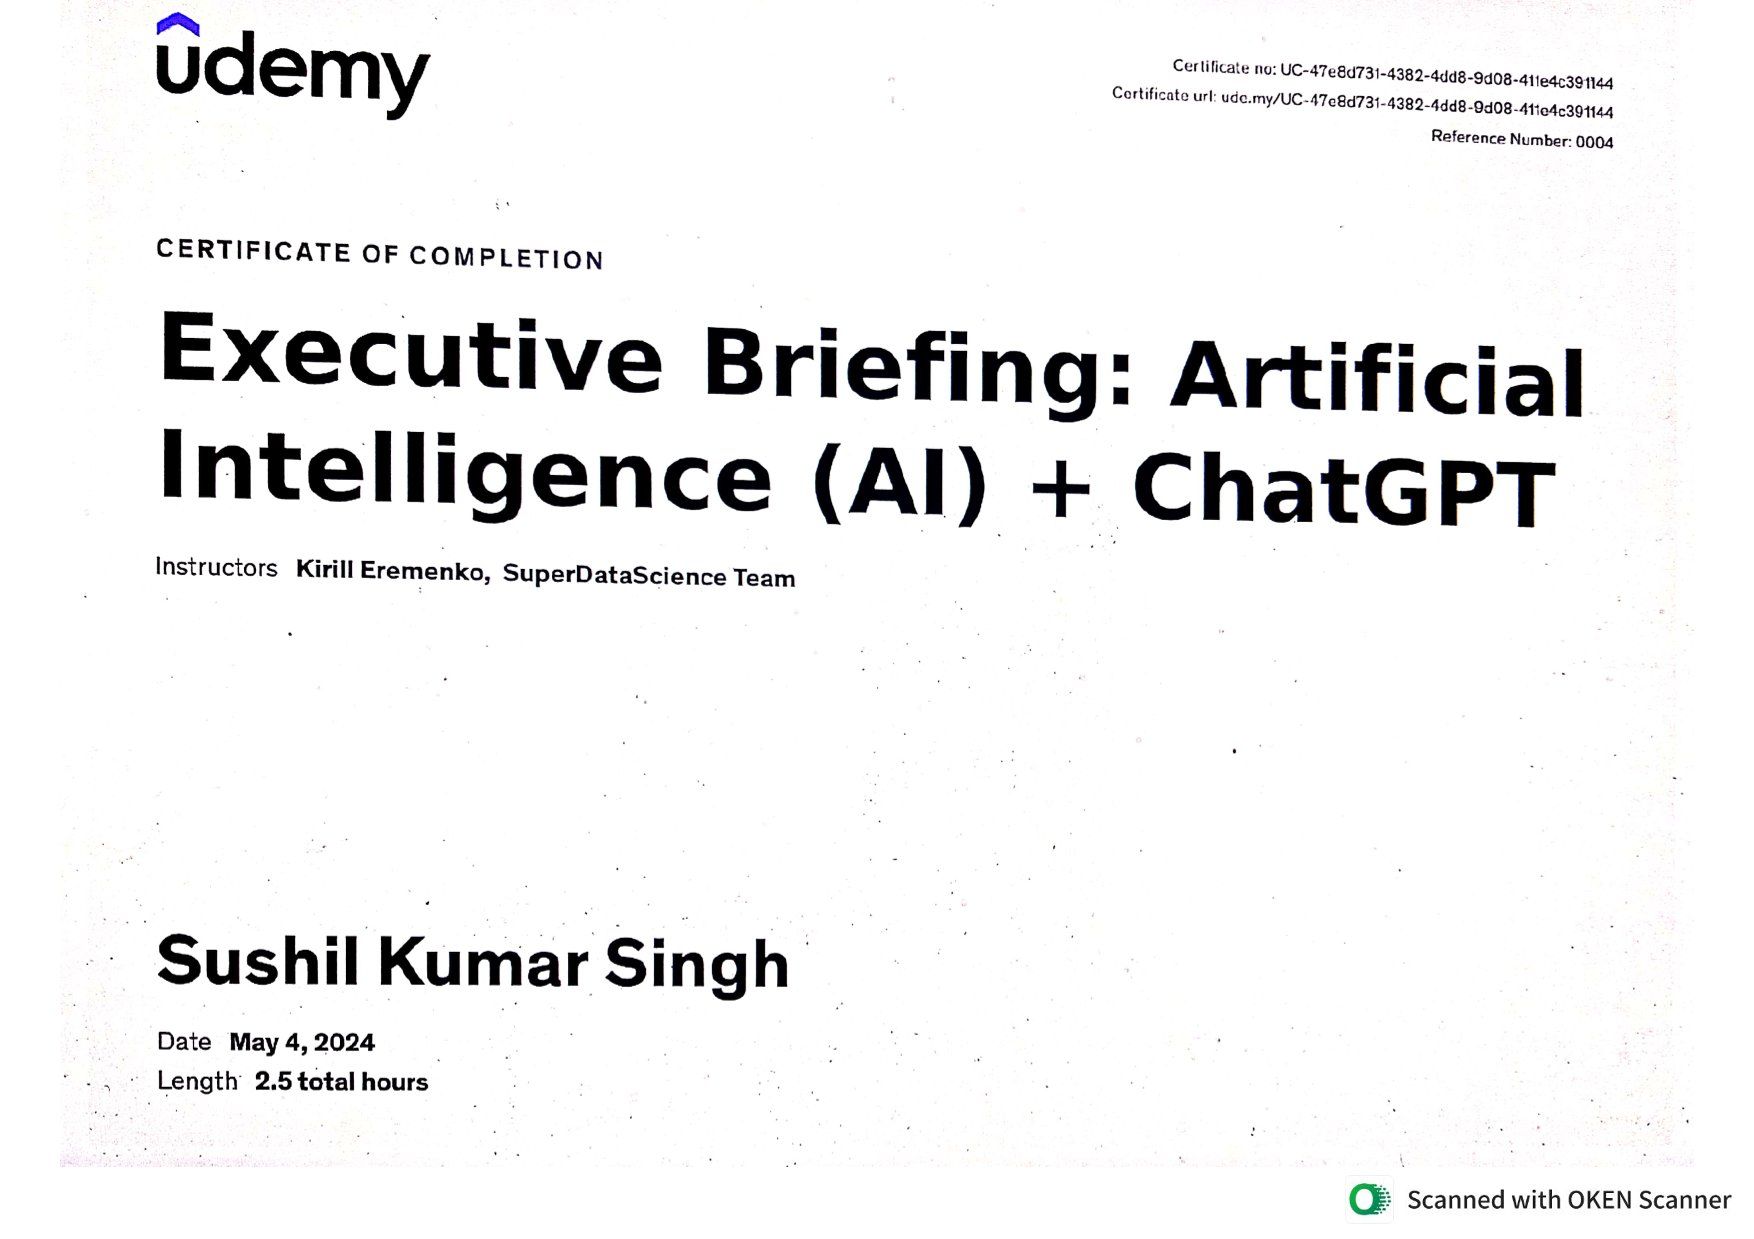 udemy
Certificate no: UC-47e8d731-4382-4dd8-9d08-411e4c391144
Certificate url: ude.my/UC-47e8d731-4382-4dd8-9d08-411e4c391144
Reference Number: 0004
CERTIFICATE OF COMPLETION
Executive Briefing: Artificial
Intelligence (AI) + ChatGPT
Instructors Kirill Eremenko, SuperDataScience Team
Sushil Kumar Singh
Date May 4, 2024
Length 2.5 total hours
Scanned with OKEN Scanner